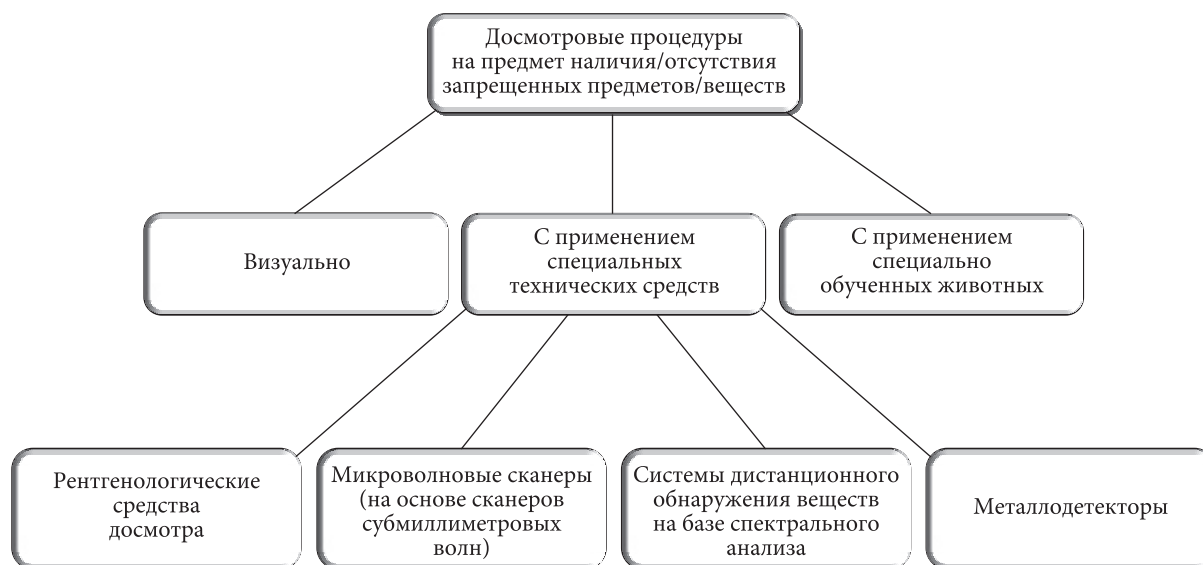 Досмотровые процедуры
на предмет наличия/отсутствия
запрещенных предметов/веществ
Визуально
С применением
специальных
технических средств
С применением
специально
обученных животных
Рентгенологические
средства
досмотра
Микроволновые сканеры
(на основе сканеров
субмиллиметровых
волн)
Системы дистанционного
обнаружения веществ
на базе спектрального
анализа
Металлодетекторы